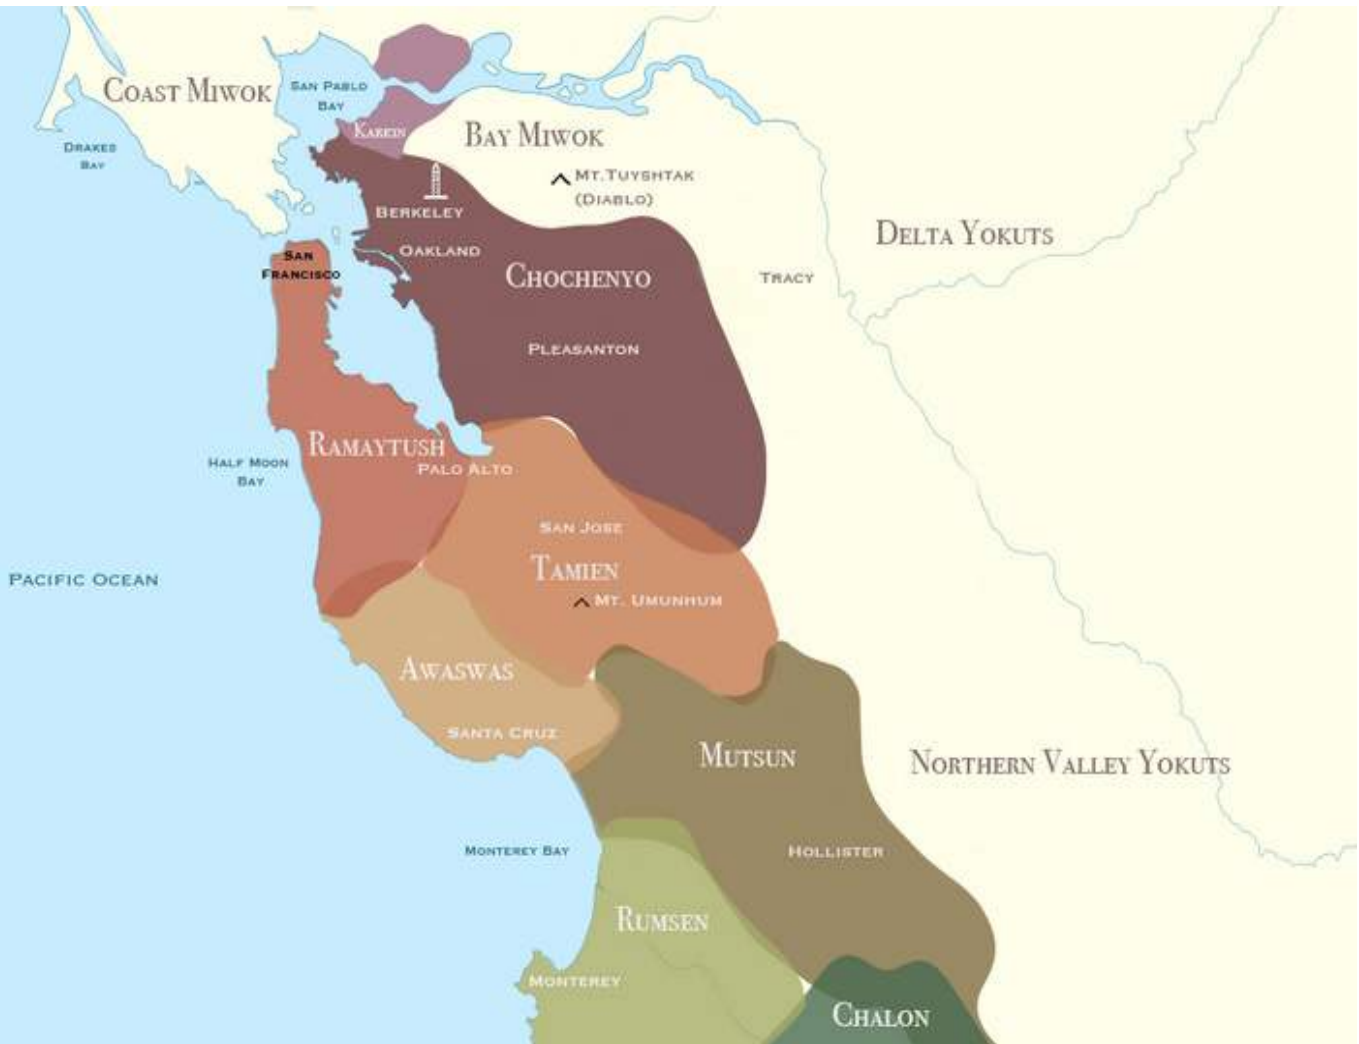 Coast Miwok
San Pablo
Bay
Karkin
Bay Miwok
Drakes
Bay
Mt.Tuyshtak
(Diablo)
Berkeley
Delta Yokuts
Oakland
San
Francisco
Chochenyo
Tracy
Pleasanton
Ramaytush
Half Moon
Bay
Palo Alto
San Jose
Tamien
Pacific Ocean
Mt. Umunhum
Awaswas
Santa Cruz
Mutsun
Northern Valley Yokuts
Monterey Bay
Hollister
Rumsen
Monterey
Chalon